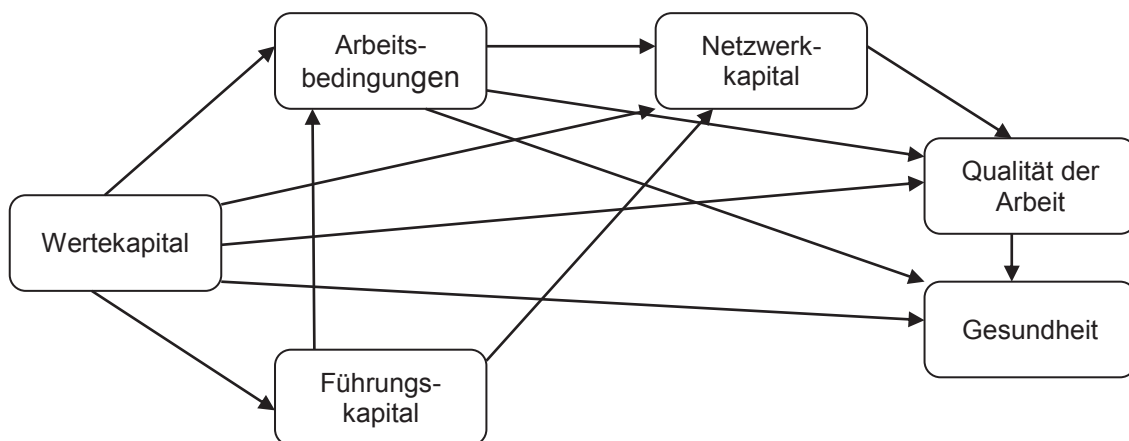 Arbeits-
bedingungen
Netzwerk-
kapital
Qualität der
Arbeit
Wertekapital
Gesundheit
Führungs-
kapital